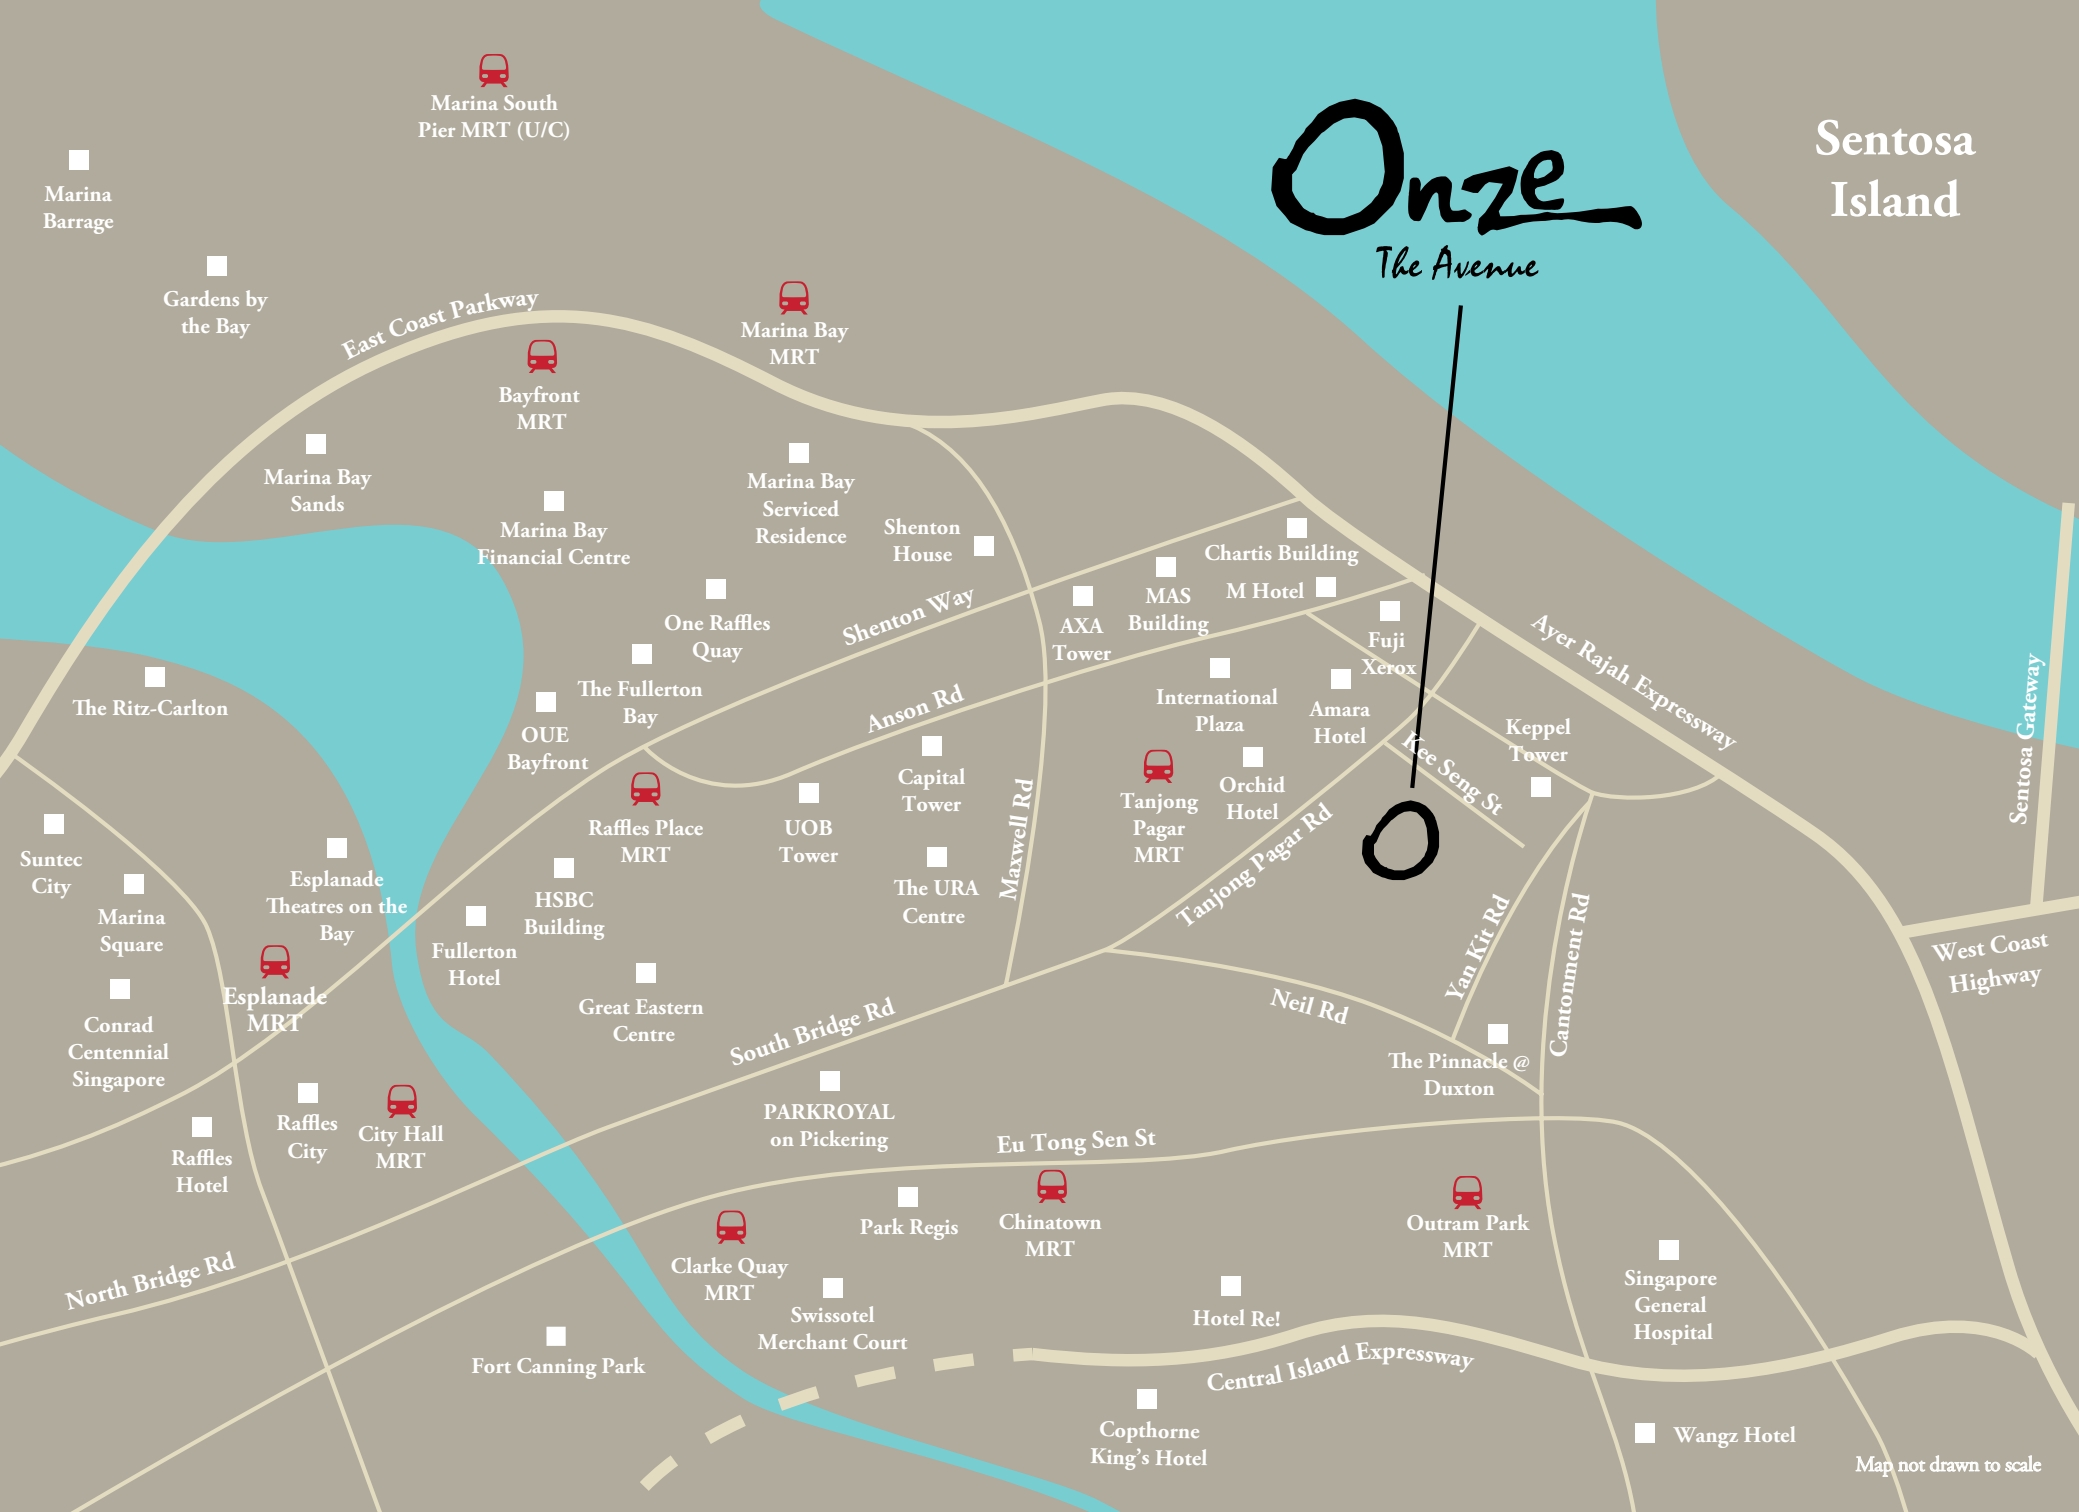 Marina South
Pier MRT (U/C)
Onze
The Avenue
Sentosa
Island
Marina
Barrage
Gardens by
the Bay
East Coast Parkway
Marina Bay
MRT
Bayfront
MRT
Marina Bay
Sands
Marina Bay
Financial Centre
Marina Bay
Serviced
Residence
Shenton
House
Chartis Building
M Hotel
MAS
Building
AXA
Tower
Fuji
Xerox
Ayer Rajah Expressway
Shenton Way
One Raffles
Quay
The Fullerton
Bay
OUE
Bayfront
The Ritz-Carlton
Anson Rd
International
Plaza
Amara
Hotel
Keppel
Tower
Kee Seng St
Sentosa Gateway
Capital
Tower
Raffles Place
MRT
UOB
Tower
Maxwell Rd
Tanjong
Pagar
MRT
Orchid
Hotel
Tanjong Pagar Rd
Suntec
City
Marina
Square
Esplanade
Theatres on the
Bay
HSBC
Building
The URA
Centre
Fullerton
Hotel
Esplanade
MRT
Great Eastern
Centre
Conrad
Centennial
Singapore
South Bridge Rd
Neil Rd
Yan Kit Rd
Cantonment Rd
West Coast
Highway
The Pinnacle @
Duxton
Raffles
City
City Hall
MRT
Raffles
Hotel
PARKROYAL
on Pickering
Eu Tong Sen St
Park Regis
Chinatown
MRT
Outram Park
MRT
Clarke Quay
MRT
North Bridge Rd
Swissotel
Merchant Court
Hotel Re!
Singapore
General
Hospital
Fort Canning Park
Central Island Expressway
Copthorne
King's Hotel
Wangz Hotel
Map not drawn to scale